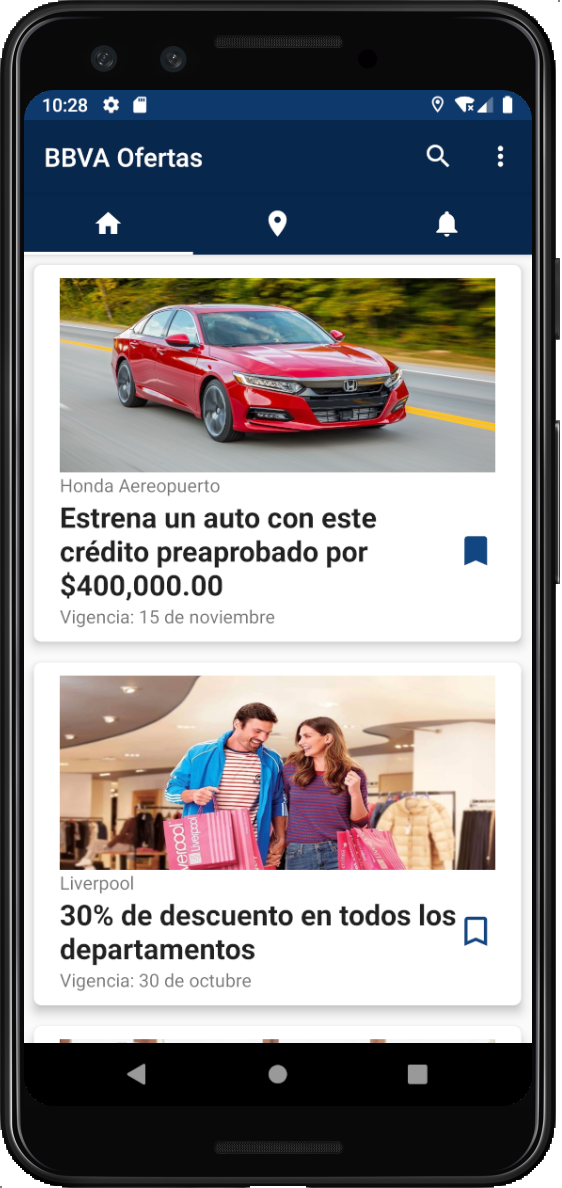 10:28
BBVA Ofertas
Honda Aereopuerto
Estrena un auto con este
crédito preaprobado por
$400,000.00
Vigencia: 15 de noviembre
Liverpool
Liverpool
Liverpool
30% de descuento en todos los
departamentos
Vigencia: 30 de octubre